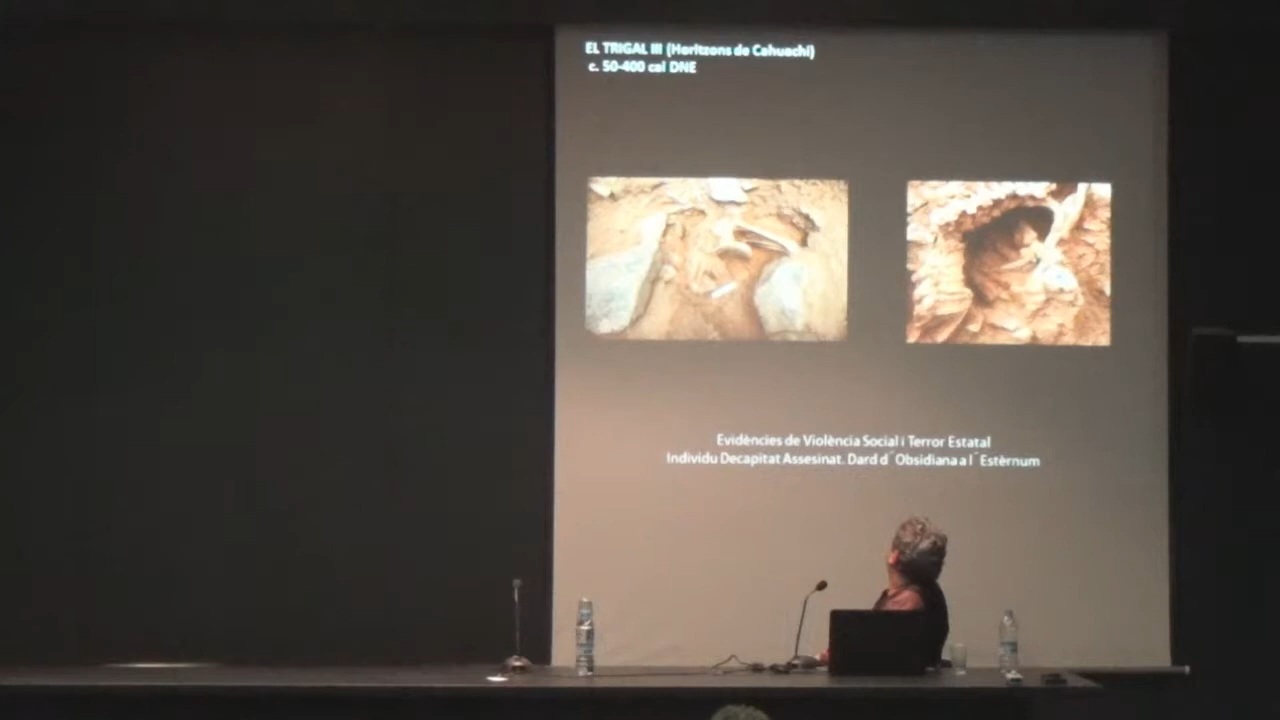 EL TRIGAL III (Horitzons de Cahuachi)
c. 50-400 cal DNE
Evidències de Violència Social i Terror Estatal
Individu Decapitat Assesinat. Dard d´Obsidiana a l´Estèrnum